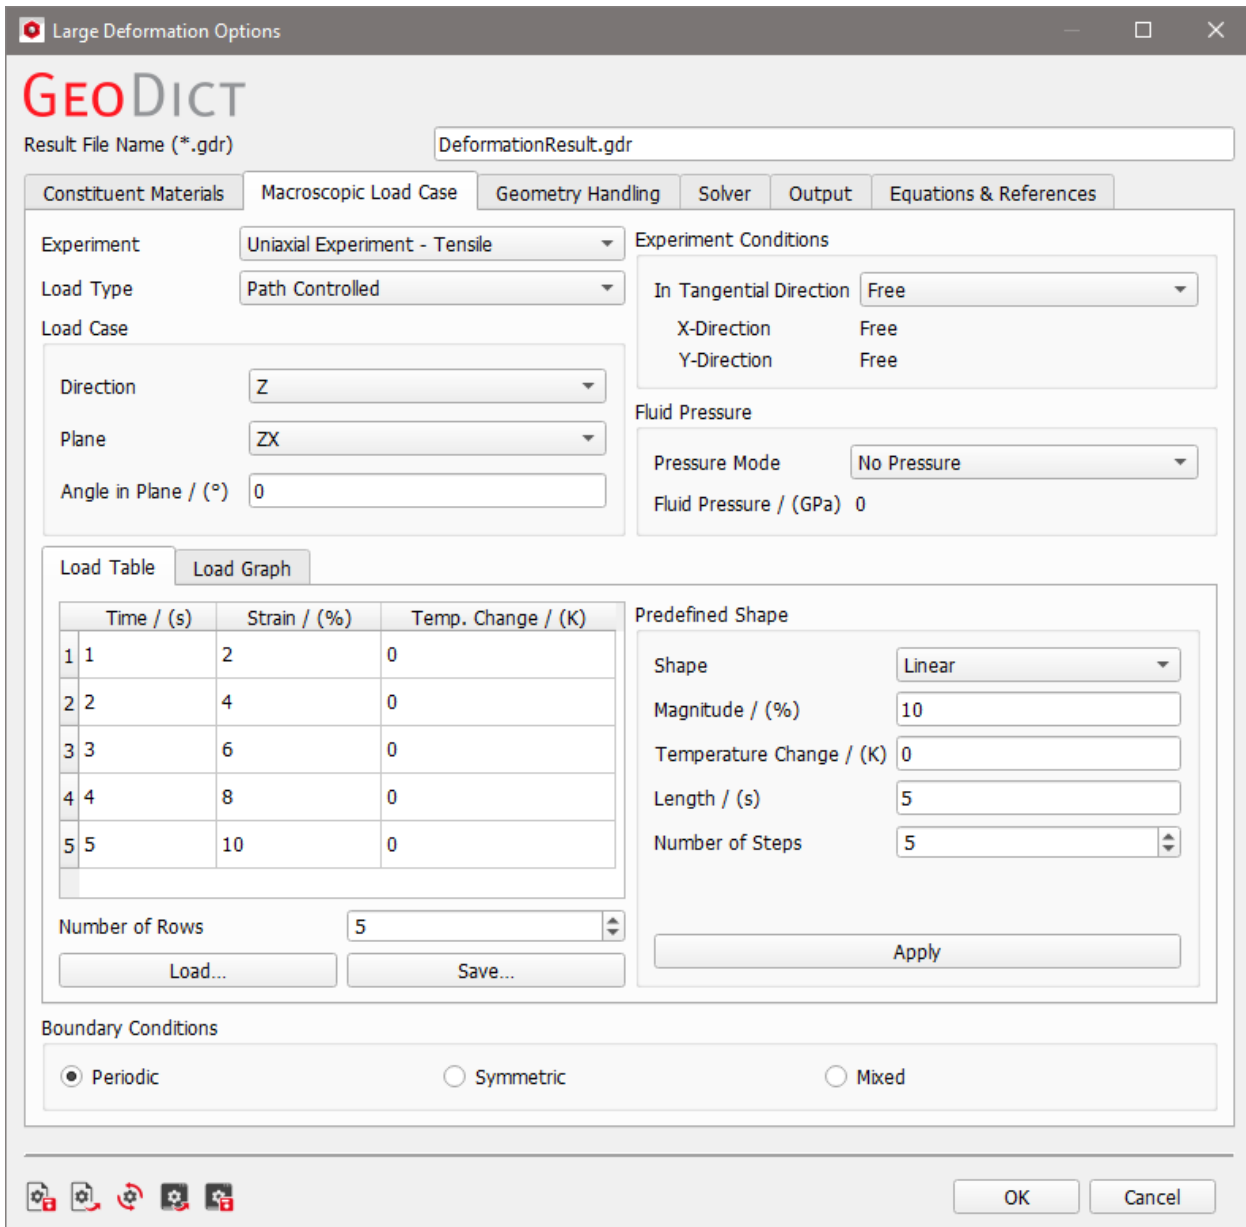 Large Deformation Options
GEODICT
Result File Name (*.gdr) DeformationResult.gdr
Constituent Materials Macroscopic Load Case Geometry Handling Solver Output Equations & References
Experiment Uniaxial Experiment - Tensile
Load Type Path Controlled
Load Case
Direction Z
Plane ZX
Angle in Plane / (°) 0
Experiment Conditions
In Tangential Direction Free
X-Direction Free
Y-Direction Free
Fluid Pressure
Pressure Mode No Pressure
Fluid Pressure / (GPa) 0
Load Table Load Graph
Time / (s) Strain / (%) Temp. Change / (K)
1 1 2 0
2 2 4 0
3 3 6 0
4 4 8 0
5 5 10 0
Number of Rows 5
Load... Save...
Predefined Shape
Shape Linear
Magnitude / (%) 10
Temperature Change / (K) 0
Length / (s) 5
Number of Steps 5
Apply
Boundary Conditions
Periodic Symmetric Mixed
OK Cancel